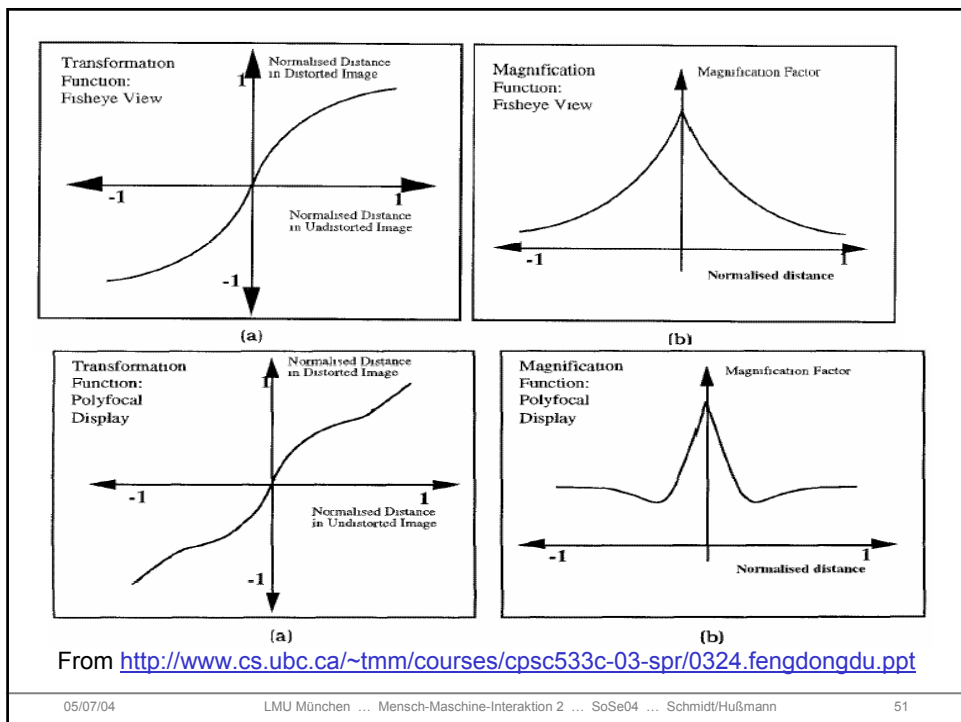 Transformation
Function:
Fisheye View
Normalised Distance
in Distorted Image
1
-1
1
Normalised Distance
in Undistorted Image
-1
(a)
Magnification
Function:
Fisheye View
Magnification Factor
-1
1
Normalised distance
(b)
Transformation
Function:
Polyfocal
Display
Normalised Distance
in Distorted Image
1
-1
1
Normalised Distance
in Undistorted Image
-1
(a)
Magnification
Function:
Polyfocal
Display
Magnification Factor
-1
1
Normalised distance
(b)
From http://www.cs.ubc.ca/~tmm/courses/cpsc533c-03-spr/0324.fengdongdu.ppt
05/07/04 LMU München … Mensch-Maschine-Interaktion 2 … SoSe04 … Schmidt/Hußmann 51